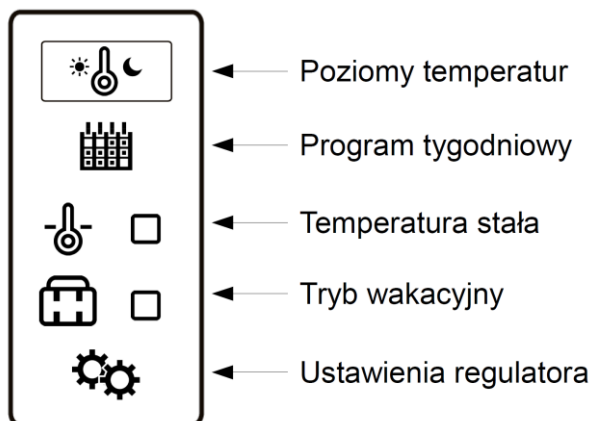 Poziomy temperatur
Program tygodniowy
Temperatura stała
Tryb wakacyjny
Ustawienia regulatora